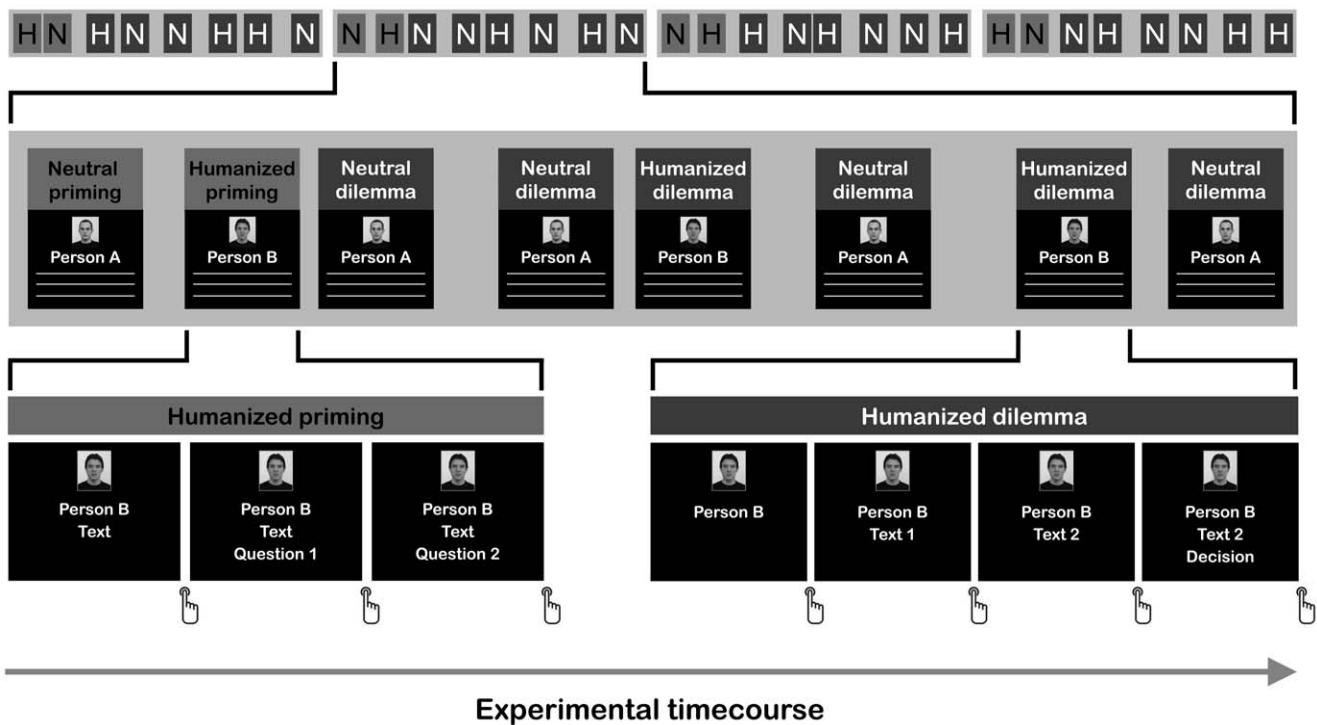 H N H N N H H N N H N N H N H N N H H N H N N H H N N H N N H H
Neutral priming Humanized priming Neutral dilemma Neutral dilemma Humanized dilemma Neutral dilemma Humanized dilemma Neutral dilemma
Person A Person B Person A Person A Person B Person A Person B Person A
Humanized priming Humanized dilemma
Person B Person B Person B Person B Person B Person B Person B
Text Text Text Text 1 Text 2 Text 2
Question 1 Question 2 Decision
Experimental timecourse